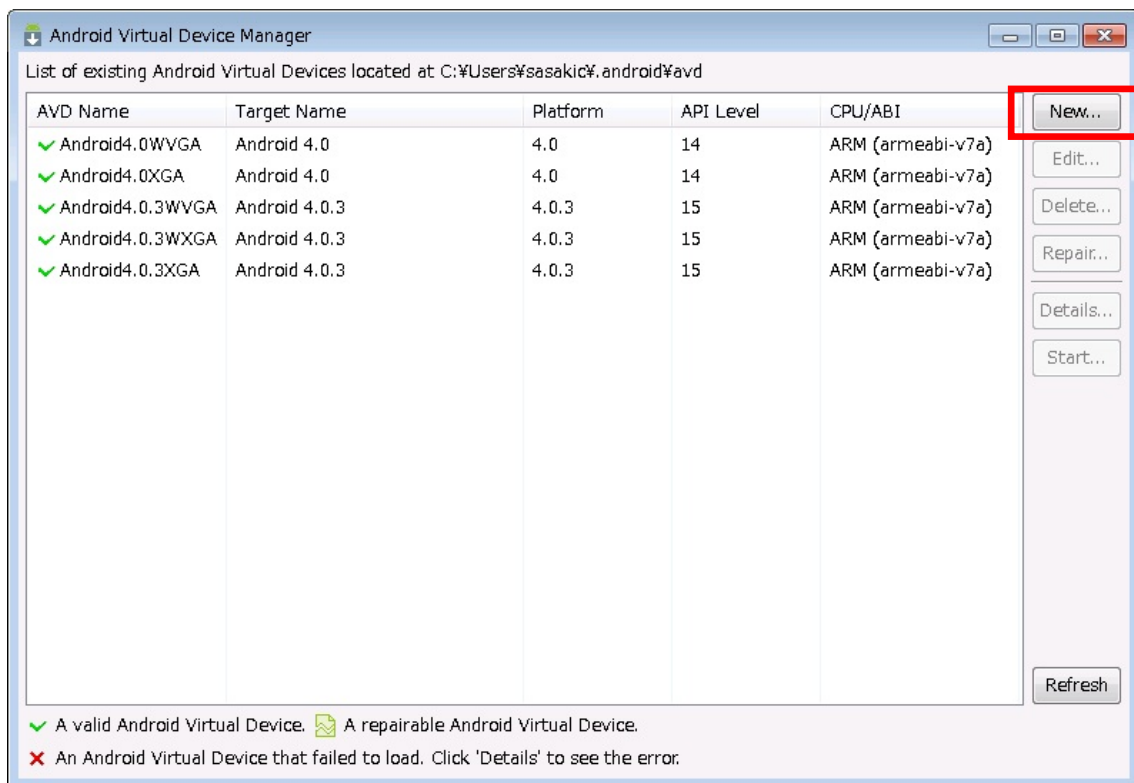 Android Virtual Device Manager
List of existing Android Virtual Devices located at C:¥Users¥sasakic¥.android¥avd
AVD Name Target Name Platform API Level CPU/ABI New...
Android4.0WVGA Android 4.0 4.0 14 ARM (armeabi-v7a)
Edit...
Android4.0XGA Android 4.0 4.0 14 ARM (armeabi-v7a)
Android4.0.3WVGA Android 4.0.3 4.0.3 15 ARM (armeabi-v7a) Delete...
Android4.0.3WXGA Android 4.0.3 4.0.3 15 ARM (armeabi-v7a)
Repair...
Android4.0.3XGA Android 4.0.3 4.0.3 15 ARM (armeabi-v7a)
Details...
Start...
Refresh
A valid Android Virtual Device. A repairable Android Virtual Device.
An Android Virtual Device that failed to load. Click 'Details' to see the error.